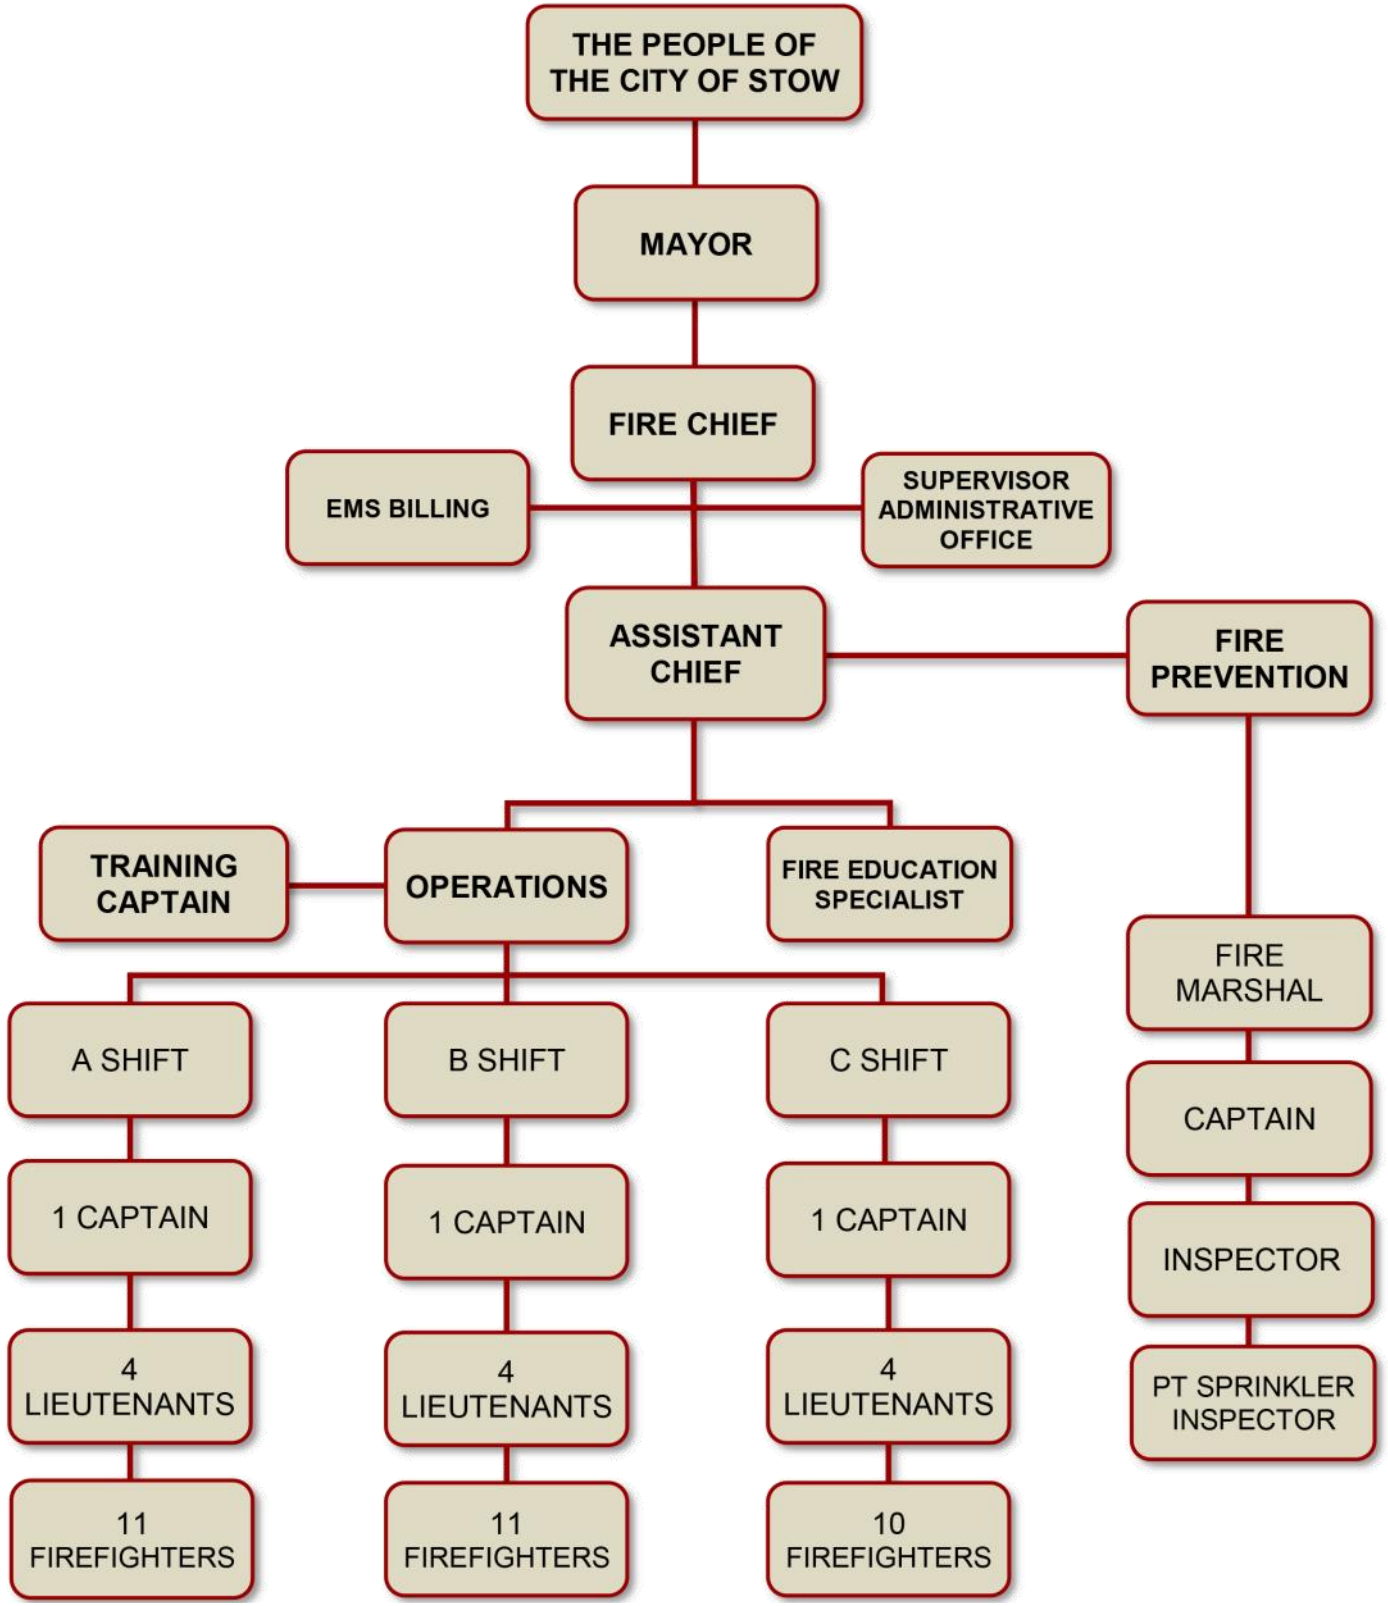 THE PEOPLE OF
THE CITY OF STOW
MAYOR
FIRE CHIEF
EMS BILLING
SUPERVISOR
ADMINISTRATIVE
OFFICE
ASSISTANT
CHIEF
FIRE
PREVENTION
TRAINING
CAPTAIN
OPERATIONS
FIRE EDUCATION
SPECIALIST
FIRE
MARSHAL
A SHIFT
B SHIFT
C SHIFT
CAPTAIN
1 CAPTAIN
1 CAPTAIN
1 CAPTAIN
INSPECTOR
4
LIEUTENANTS
4
LIEUTENANTS
4
LIEUTENANTS
PT SPRINKLER
INSPECTOR
11
FIREFIGHTERS
11
FIREFIGHTERS
10
FIREFIGHTERS